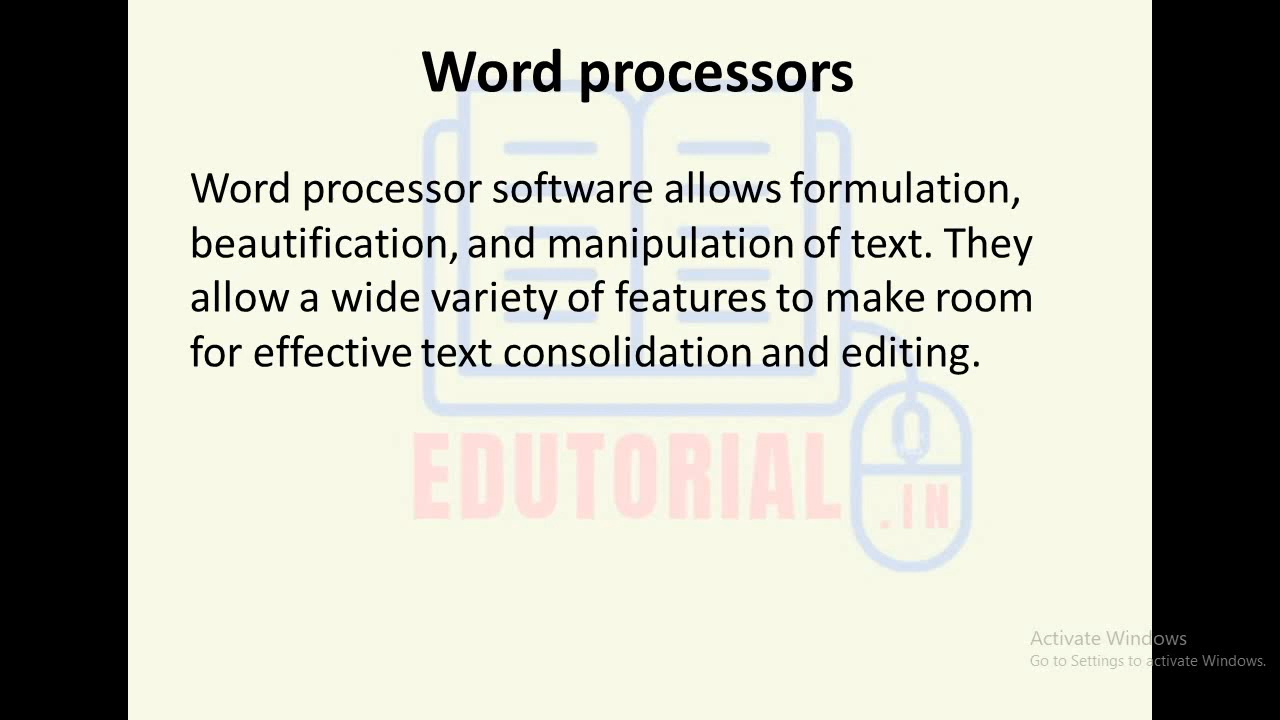 Word processors
Word processor software allows formulation,
beautification, and manipulation of text. They
allow a wide variety of features to make room
for effective text consolidation and editing.
EDUTORIAL
.IN
Activate Windows
Go to Settings to activate Windows.